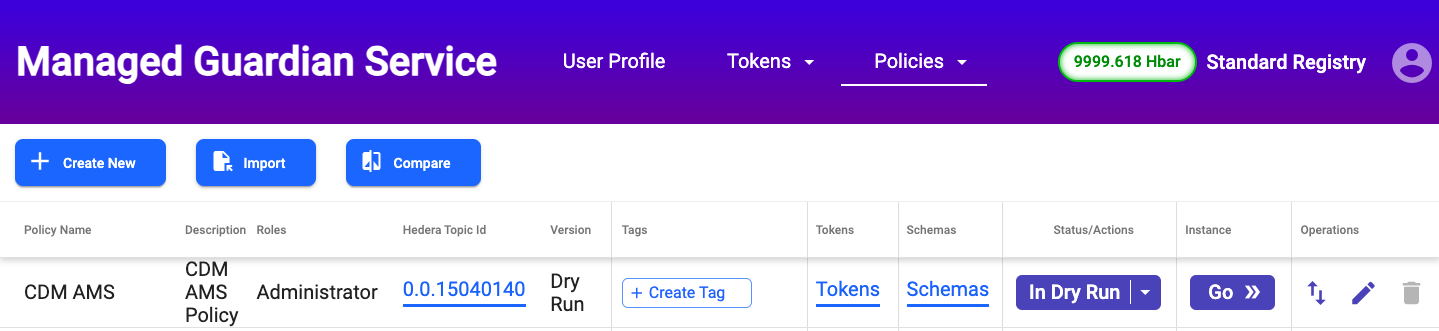 Managed Guardian Service
User Profile
Tokens
Policies
9999.618 Hbar
Standard Registry
Create New
Import
Compare
Policy Name
Description
Roles
Hedera Topic Id
Version
Tags
Tokens
Schemas
Status/Actions
Instance
Operations
CDM AMS
CDM
AMS
Policy
Administrator
0.0.15040140
Dry
Run
+ Create Tag
Tokens
Schemas
In Dry Run
Go